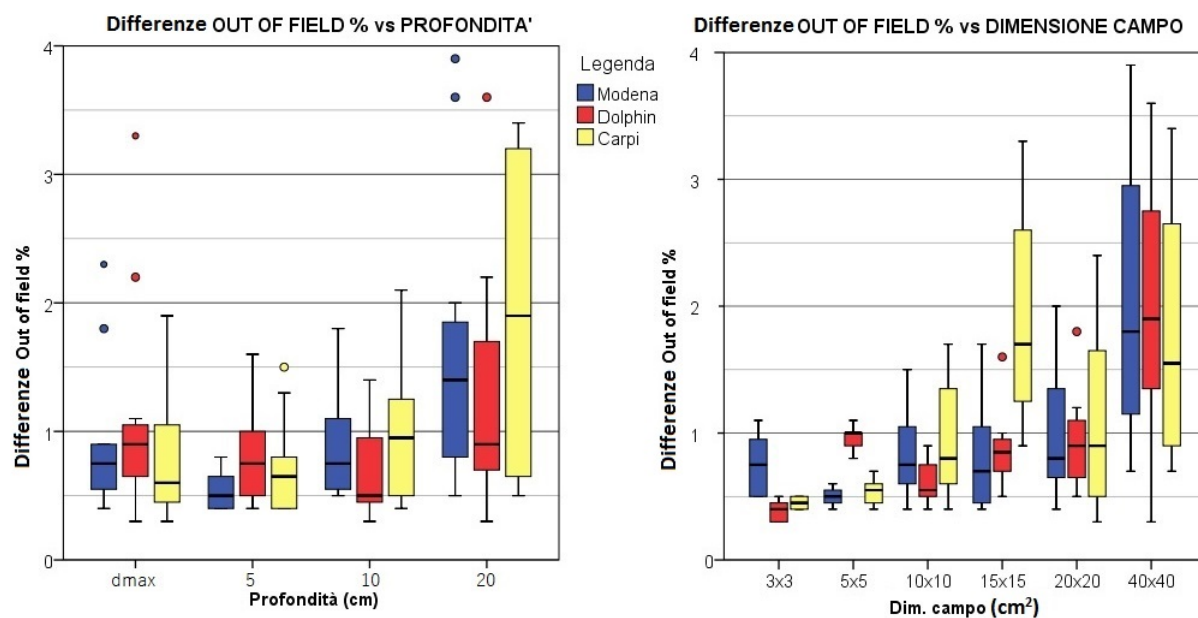 Differenze OUT OF FIELD % vs PROFONDITA'
4
3
2
1
0
Differenze Out of field %
dmax 5 10 20
Profondità (cm)
Legenda
Modena
Dolphin
Carpi
Differenze OUT OF FIELD % vs DIMENSIONE CAMPO
4
3
2
1
0
Differenze Out of field %
3x3 5x5 10x10 15x15 20x20 40x40
Dim. campo (cm²)